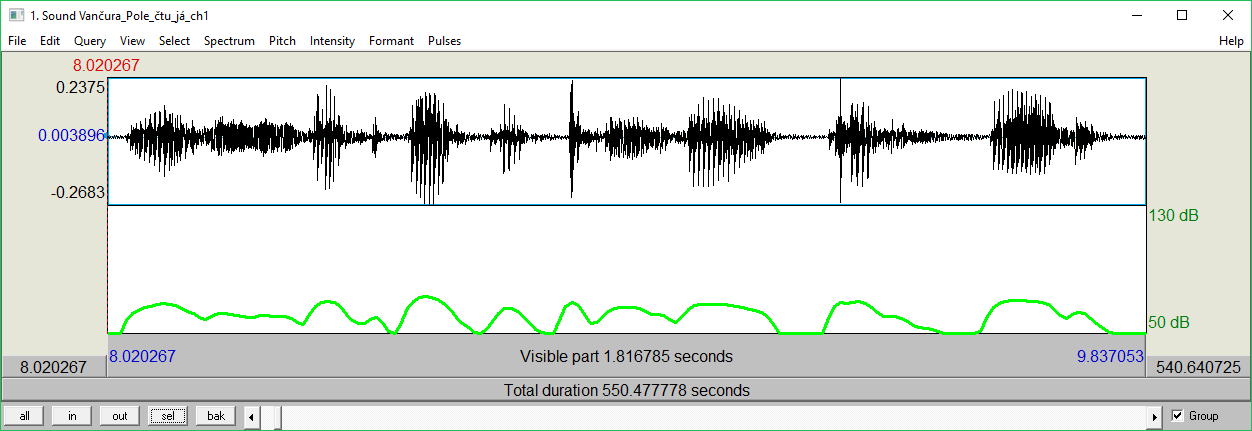 1. Sound Vančura_Pole_čtu_já_ch1
File Edit Query View Select Spectrum Pitch Intensity Formant Pulses Help
8.020267
0.2375
0.003896
-0.2683
130 dB
50 dB
8.020267 Visible part 1.816785 seconds 9.837053
8.020267 540.640725
Total duration 550.477778 seconds
all in out sel bak Group